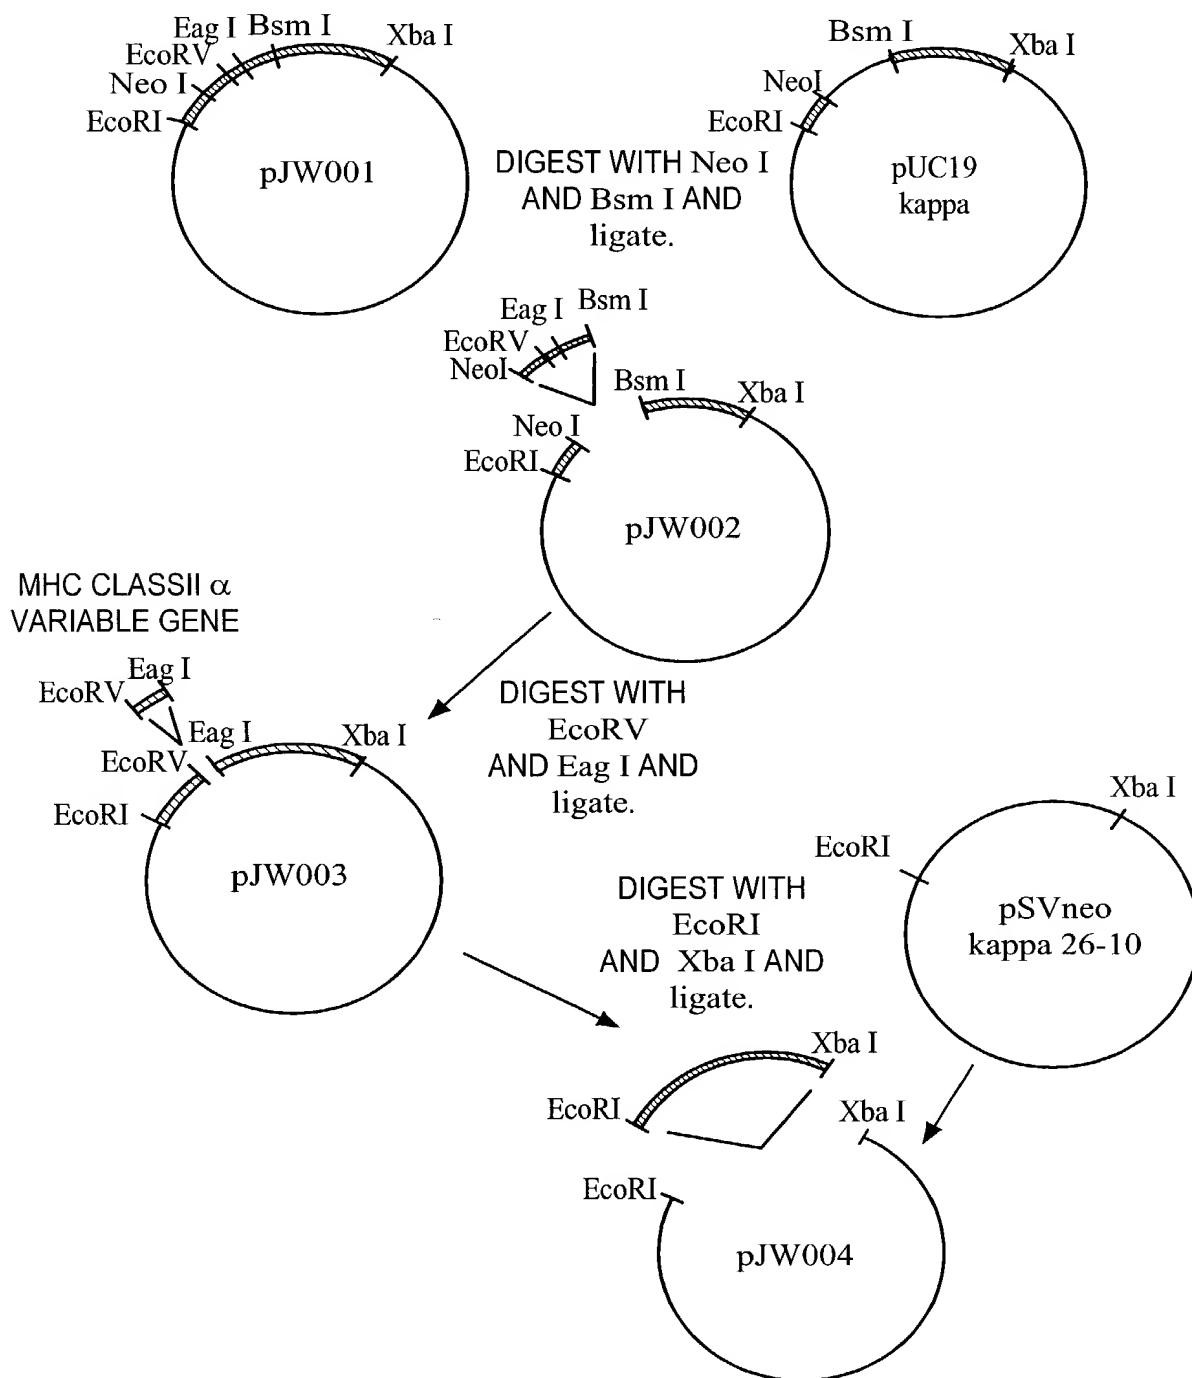 Eag I
Bsm I
EcoRV
Xba I
Neo I
EcoRI
pJW001
DIGEST WITH Neo I
AND Bsm I AND
ligate.
Bsm I
Xba I
NeoI
EcoRI
pUC19
kappa
Bsm I
Eag I
EcoRV
NeoI
Bsm I
Xba I
Neo I
EcoRI
pJW002
MHC CLASSII α
VARIABLE GENE
Eag I
EcoRV
Eag I
Xba I
EcoRV
EcoRI
pJW003
DIGEST WITH
EcoRV
AND Eag I AND
ligate.
Xba I
EcoRI
pSVneo
kappa 26-10
DIGEST WITH
EcoRI
AND Xba I AND
ligate.
Xba I
EcoRI
Xba I
EcoRI
pJW004